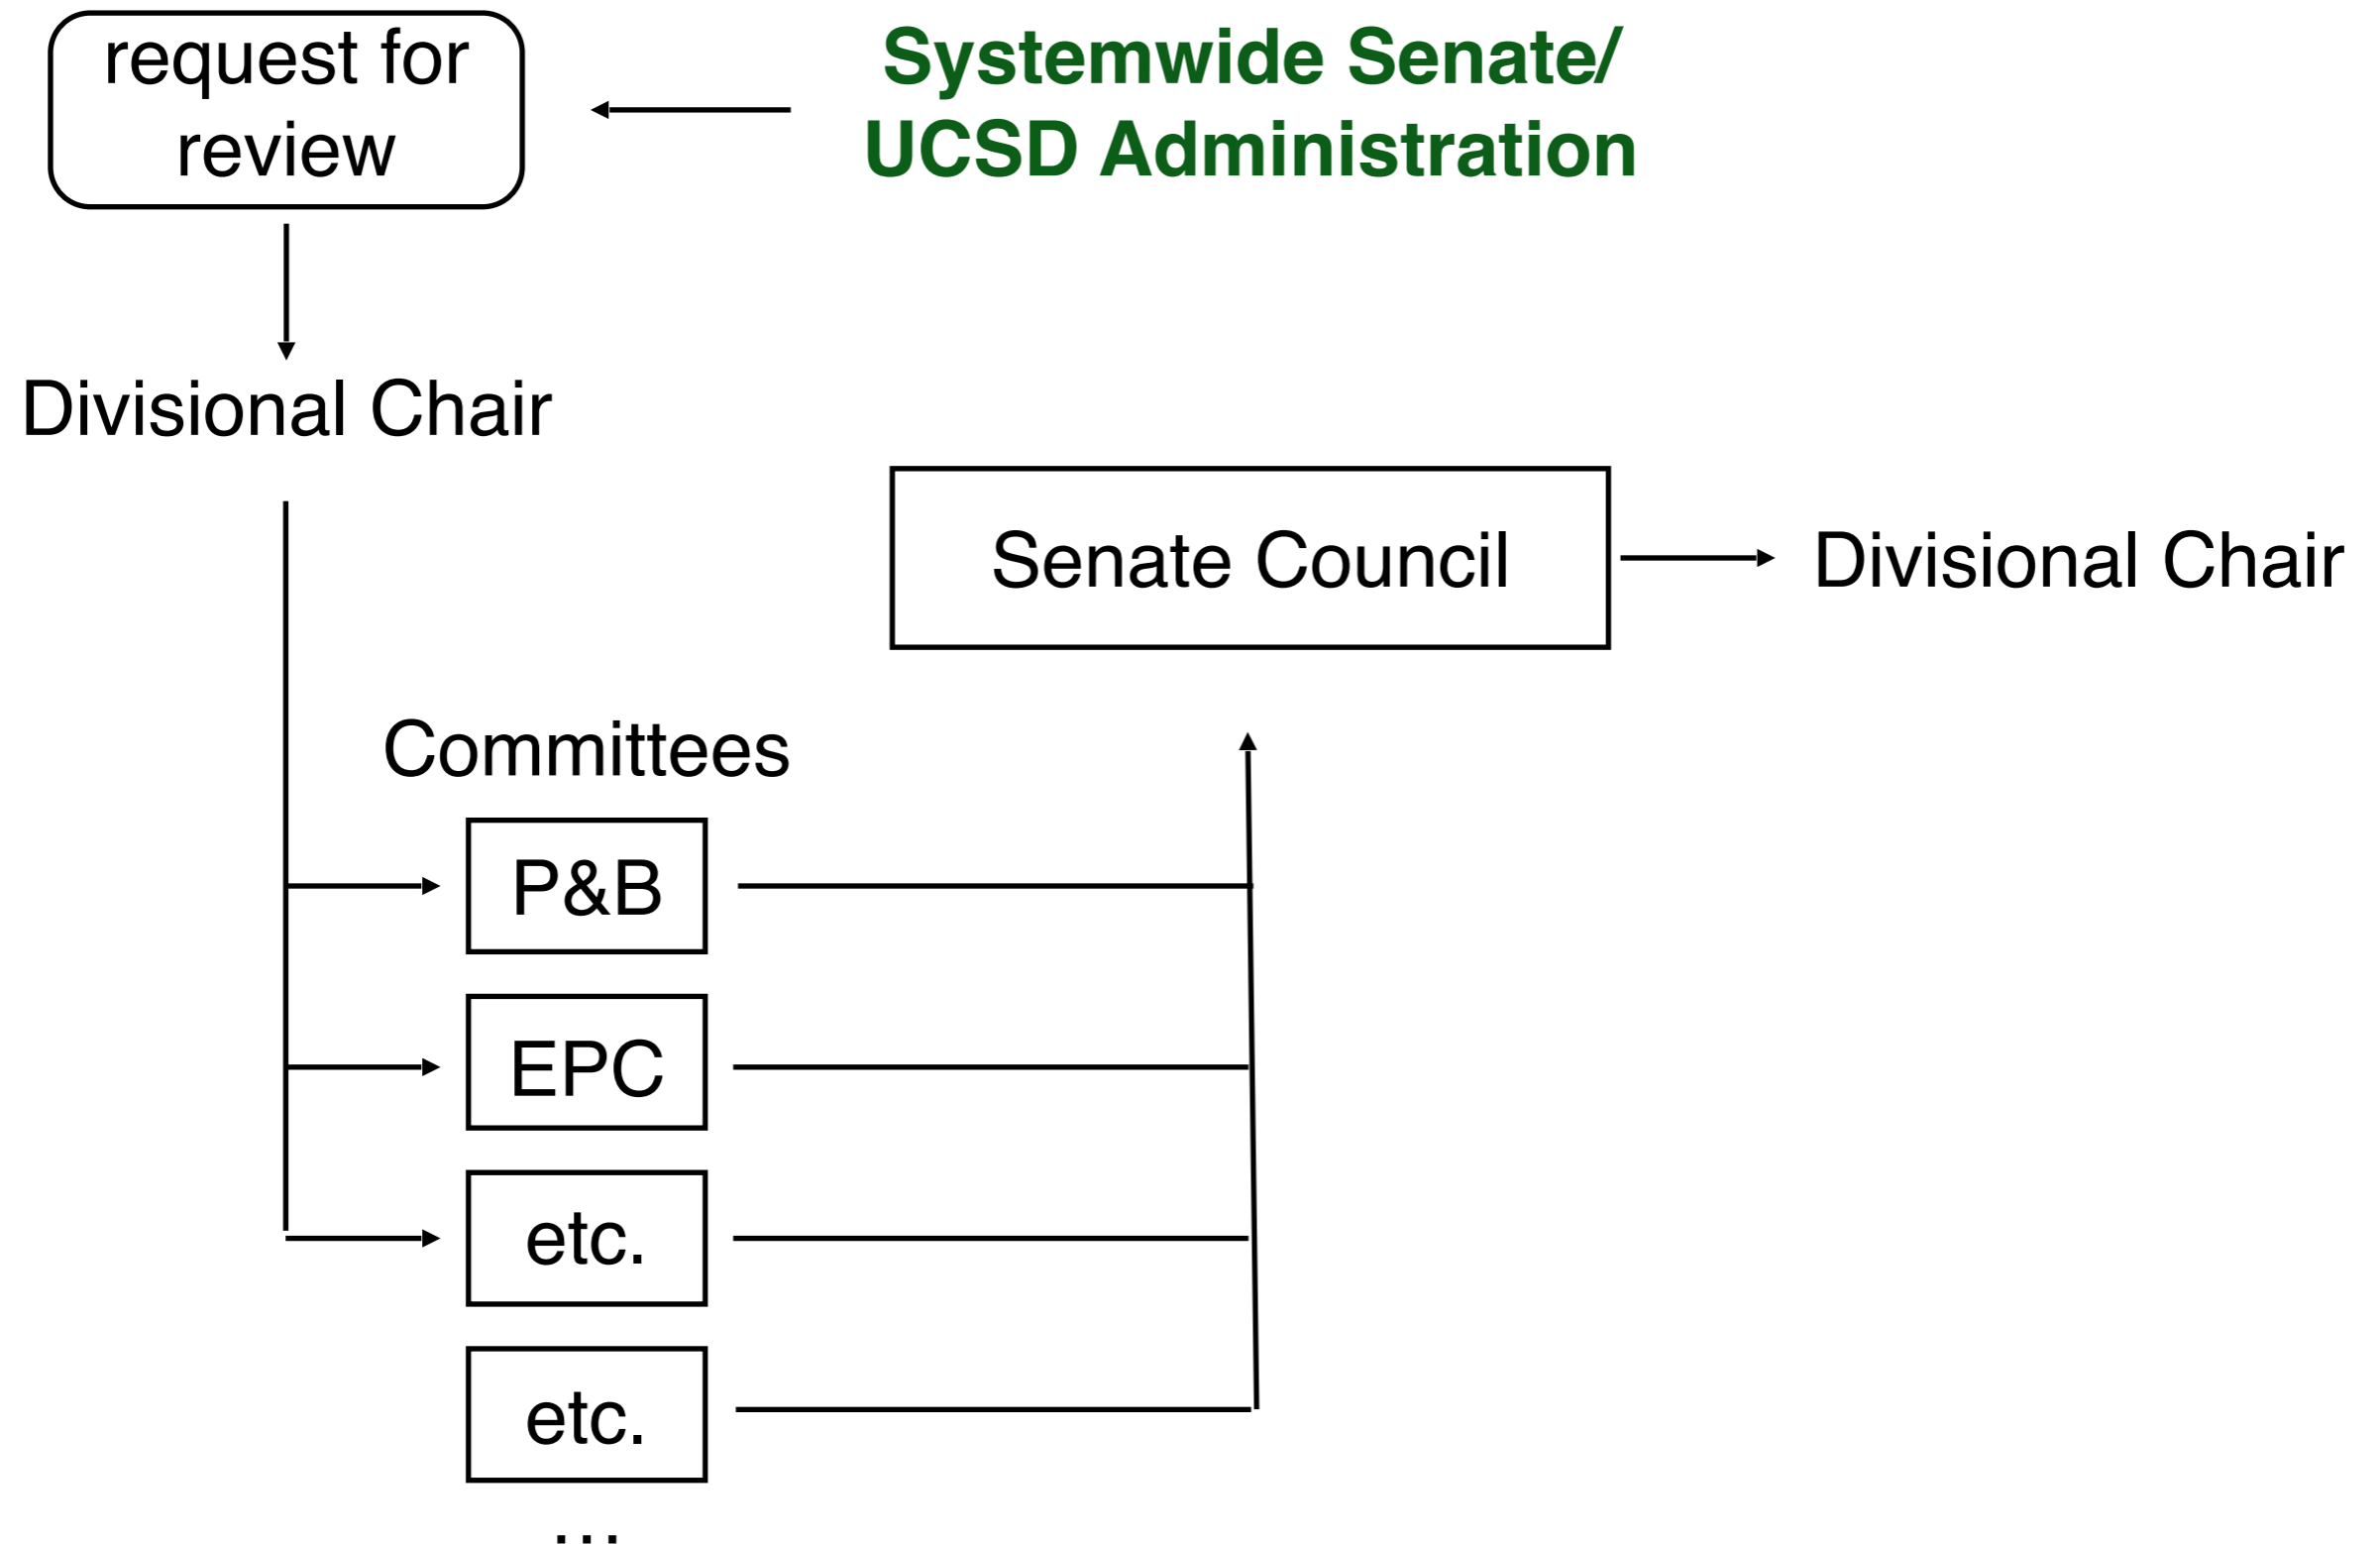 request for
review
Systemwide Senate/
UCSD Administration
Divisional Chair
Senate Council
Divisional Chair
Committees
P&B
EPC
etc.
etc.
...